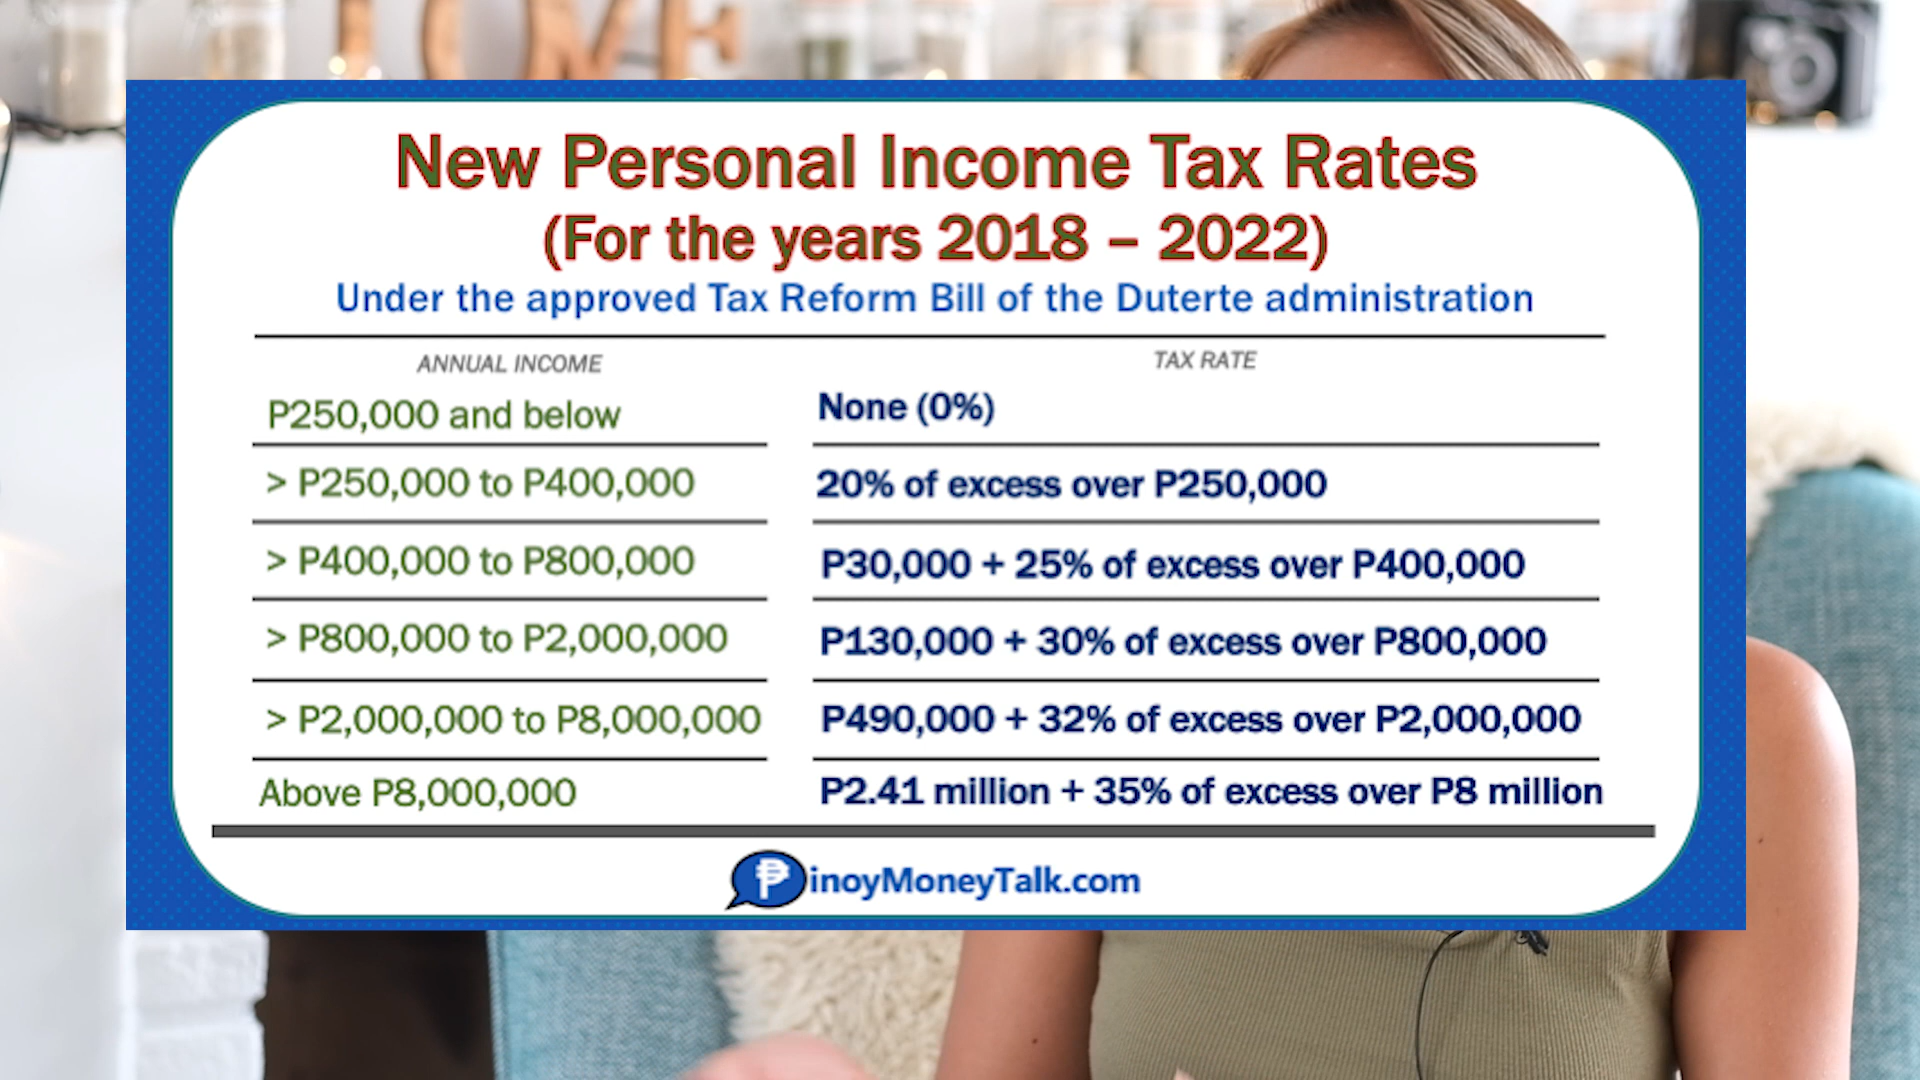 New Personal Income Tax Rates
(For the years 2018 – 2022)
Under the approved Tax Reform Bill of the Duterte administration
ANNUAL INCOME TAX RATE
P250,000 and below None (0%)
> P250,000 to P400,000 20% of excess over P250,000
> P400,000 to P800,000 P30,000 + 25% of excess over P400,000
> P800,000 to P2,000,000 P130,000 + 30% of excess over P800,000
> P2,000,000 to P8,000,000 P490,000 + 32% of excess over P2,000,000
Above P8,000,000 P2.41 million + 35% of excess over P8 million
PinoyMoneyTalk.com